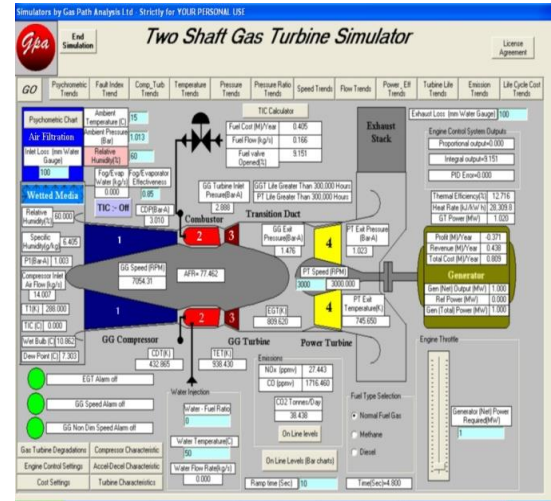 Simulators by Gas Path Analysis Ltd - Strictly for YOUR PERSONAL USE
Gpa
End Simulation
Two Shaft Gas Turbine Simulator
License Agreement
GO
Psychometric Trends
Fault Index Trends
Comp_Turb Trends
Temperature Trends
Pressure Trends
Pressure Ratio Trends
Speed Trends
Flow Trends
Power_Eff Trends
Turbine Life Trends
Emission Trends
Life Cycle Cost Trends
Psychometric Chart
Air Filtration
Inlet Loss (mm Water Gauge)
100
Wetted Media
Ambient Temperature (C) 15
Ambient Pressure (Bar) 1.013
Relative Humidity(%) 60
Fog/Evap Water (kg/s) 0.000
Fog/Evaporator Effectiveness 0.85
TIC :- Off
CDP(Bar-A) 3.010
TIC Calculator
Fuel Cost (M)/Year 0.405
Fuel Flow (kg/s) 0.166
Fuel valve Opened(%) 9.151
Exhaust Stack
Exhaust Loss (mm Water Gauge) 100
Engine Control System Outputs
Proportional output=0.000
Integral output=9.151
PID Error=0.000
GG Turbine Inlet Pressure(Bar-A) 2.888
GGT Life Greater Than 300,000 Hours
PT Life Greater Than 300,000 Hours
Combustor
Transition Duct
Thermal Efficiency(%) 12.716
Heat Rate (kJ/kW h) 28,309.8
GT Power (MW) 1.020
Relative Humidity(%) 60.000
Specific Humidity(g/kg) 6.405
P1(Bar-A) 1.003
Compressor Inlet Air Flow (kg/s) 14.007
T1(K) 288.000
TIC (C) 0.000
Wet Bulb (C) 10.862
Dew Point (C) 7.303
1
2
3
4
GG Exit Pressure(Bar-A) 1.476
PT Exit Pressure(Bar-A) 1.023
Profit (M)/Year -0.371
Revenue (M)/Year 0.438
Total Cost (M)/Year 0.809
GG Speed (RPM) 7054.31
AFR= 77.462
PT Speed (RPM)
3000 3000.000
Generator
Gen (Net) Output (MW) 1.000
Ref Power (MW) 0.000
Gen (Total) Power (MW) 1.000
1
2
3
4
EGT(K) 809.620
PT Exit Temperature(K) 745.650
GG Compressor
GG Turbine
Power Turbine
CDT(K) 432.865
TET(K) 938.430
Engine Throttle
EGT Alarm off
GG Speed Alarm off
GG Non Dim Speed Alarm off
Water Injection
Water - Fuel Ratio
0
Water Temperature(C)
50
Water Flow Rate(kg/s)
0.000
Emissions
NOx (ppmv) 27.443
CO (ppmv) 1716.460
CO2 Tonnes/Day
38.438
On Line levels
On Line Levels (Bar charts)
Fuel Type Selection
Normal Fuel Gas
Methane
Diesel
Generator (Net) Power Required(MW)
1
Gas Turbine Degradations
Compressor Characteristic
Engine Control Settings
Accel-Decel Characteristic
Cost Settings
Turbine Characteristics
Ramp time (Sec) 10
Time(Sec)=4.800